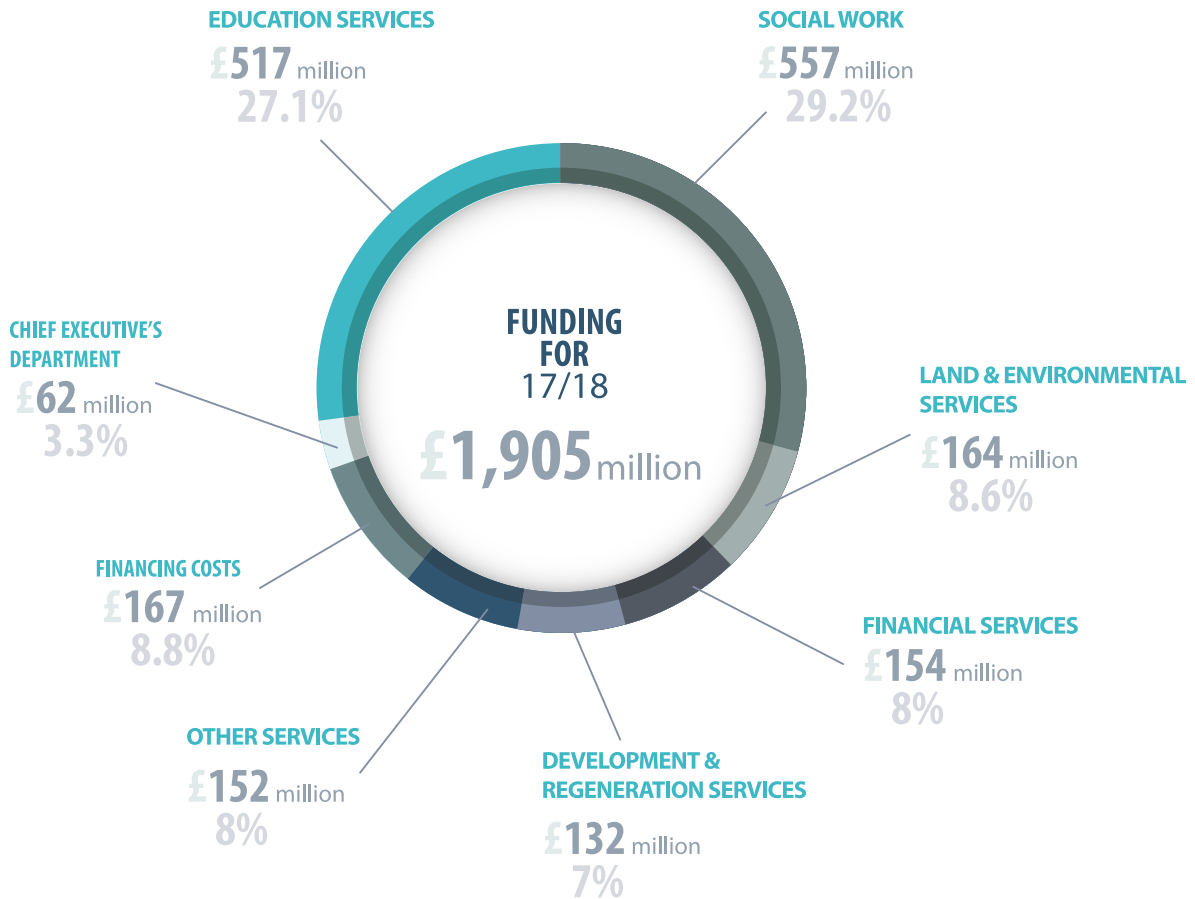 EDUCATION SERVICES
£517 million
27.1%
SOCIAL WORK
£557 million
29.2%
CHIEF EXECUTIVE'S
DEPARTMENT
£62 million
3.3%
FUNDING
FOR
17/18
£1,905 million
LAND & ENVIRONMENTAL
SERVICES
£164 million
8.6%
FINANCING COSTS
£167 million
8.8%
FINANCIAL SERVICES
£154 million
8%
OTHER SERVICES
£152 million
8%
DEVELOPMENT &
REGENERATION SERVICES
£132 million
7%